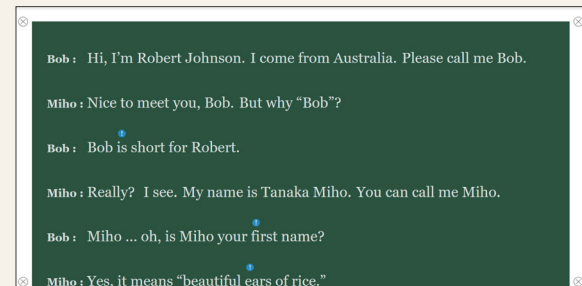 Bob : Hi, I’m Robert Johnson. I come from Australia. Please call me Bob.
Miho : Nice to meet you, Bob. But why “Bob”?
Bob : Bob is short for Robert.
Miho : Really? I see. My name is Tanaka Miho. You can call me Miho.
Bob : Miho ... oh, is Miho your first name?
Miho : Yes, it means “beautiful ears of rice.”